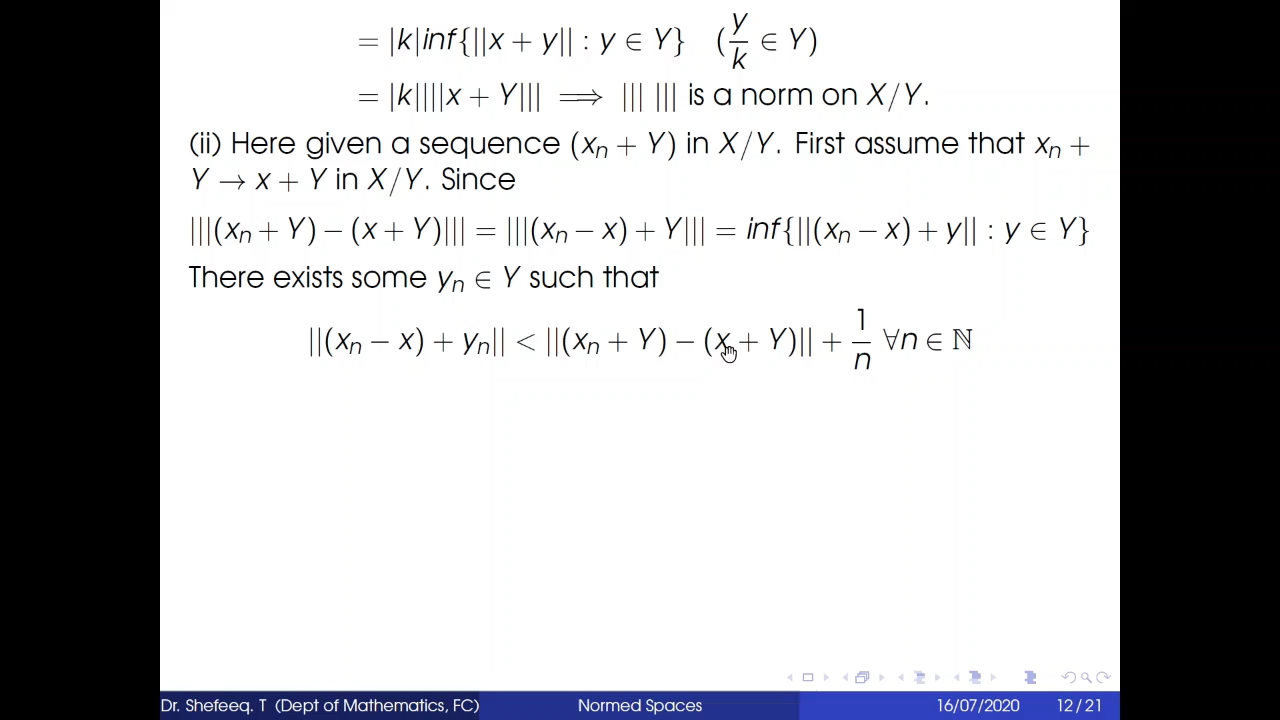 = |k|inf{||x + y|| : y ∈ Y} (y/k ∈ Y)
= |k||||x + Y||| ⟹ ||| ||| is a norm on X/Y.
(ii) Here given a sequence (xₙ + Y) in X/Y. First assume that xₙ +
Y → x + Y in X/Y. Since
|||(xₙ + Y) − (x + Y)||| = |||(xₙ − x) + Y||| = inf{||(xₙ − x) + y|| : y ∈ Y}
There exists some yₙ ∈ Y such that
||(xₙ − x) + yₙ|| < ||(xₙ + Y) − (x + Y)|| + 1/n ∀n ∈ ℕ
Dr. Shefeeq. T (Dept of Mathematics, FC) Normed Spaces 16/07/2020 12 / 21